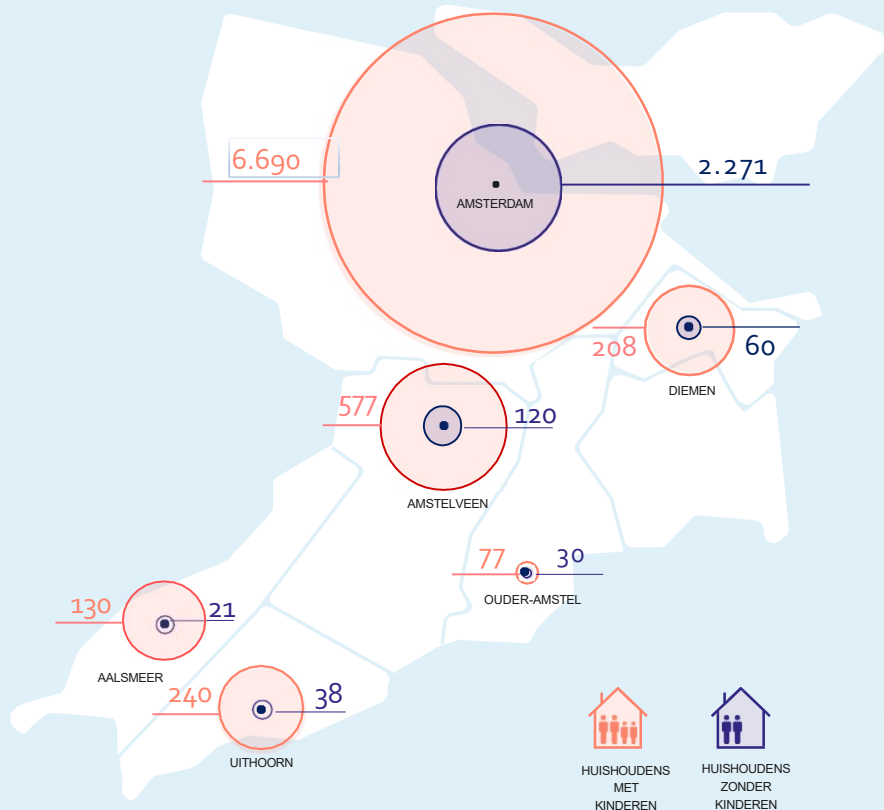 6.690
2.271
AMSTERDAM
208
60
DIEMEN
577
120
AMSTELVEEN
77
30
OUDER-AMSTEL
130
21
AALSMEER
240
38
UITHOORN
HUISHOUDENS
MET
KINDEREN
HUISHOUDENS
ZONDER
KINDEREN